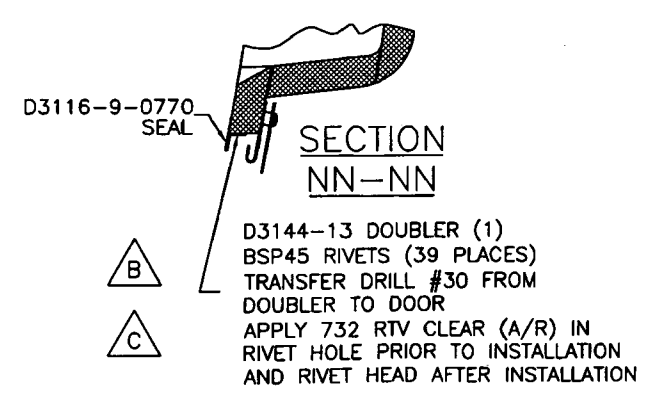 D3116-9-0770
SEAL
SECTION
NN-NN
D3144-13 DOUBLER (1)
BSP45 RIVETS (39 PLACES)
B
TRANSFER DRILL #30 FROM
DOUBLER TO DOOR
C
APPLY 732 RTV CLEAR (A/R) IN
RIVET HOLE PRIOR TO INSTALLATION
AND RIVET HEAD AFTER INSTALLATION